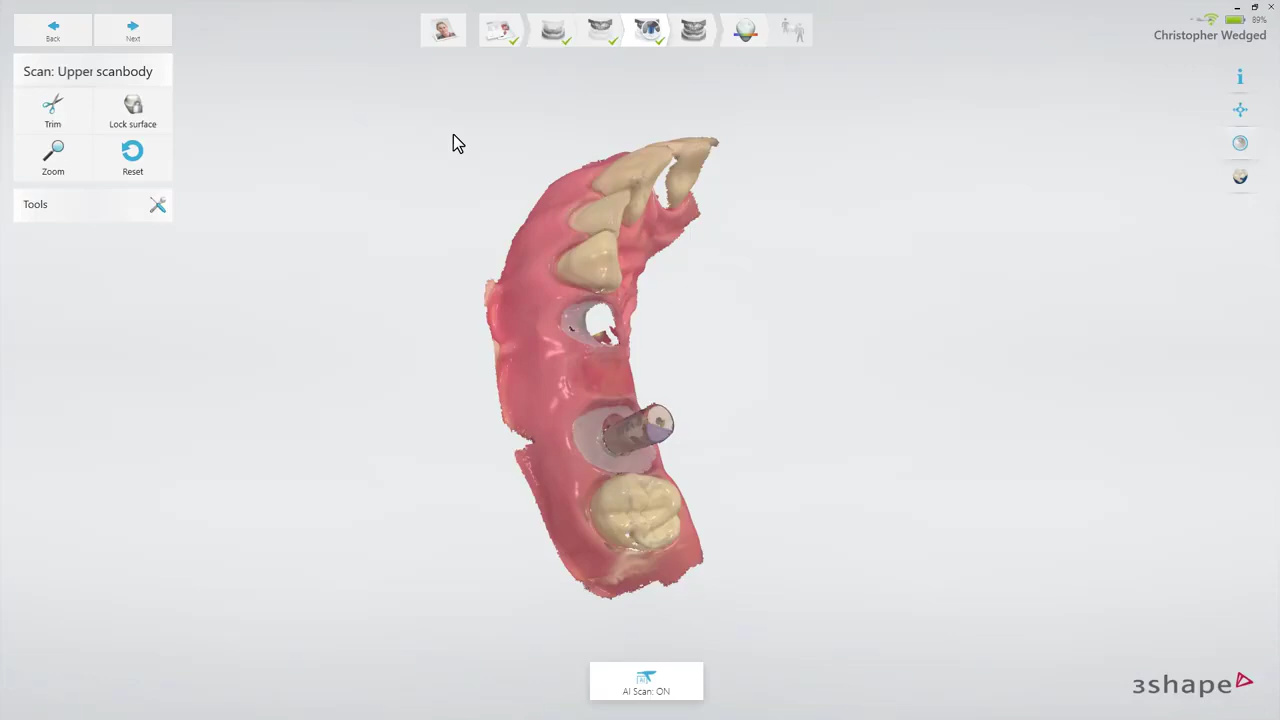 Back
Next
89%
Christopher Wedged
Scan: Upper scanbody
Trim
Lock surface
Zoom
Reset
Tools
AI Scan: ON
3shape